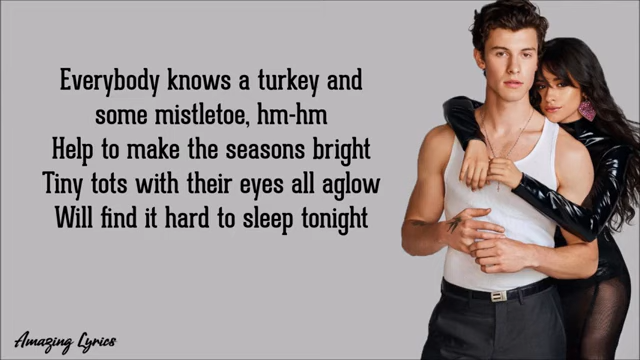 Everybody knows a turkey and
some mistletoe, hm-hm
Help to make the seasons bright
Tiny tots with their eyes all aglow
Will find it hard to sleep tonight
Amazing Lyrics